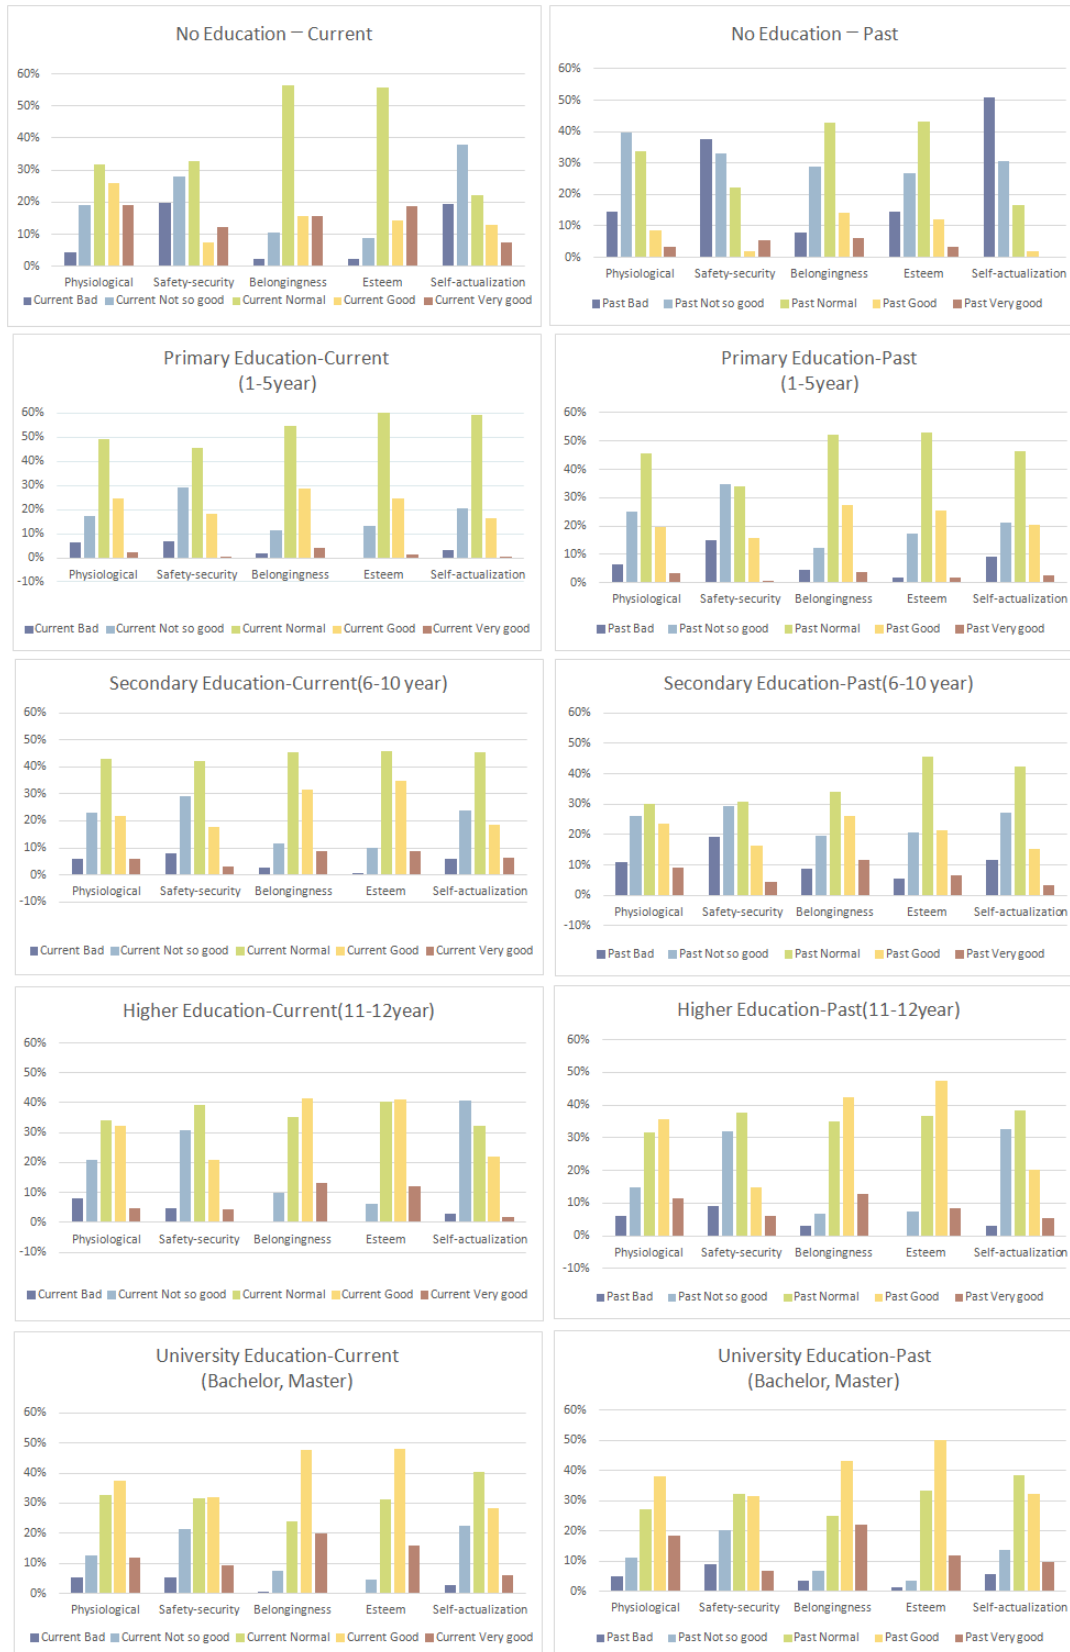 No Education – Current
60%
50%
40%
30%
20%
10%
0%
Physiological Safety-security Belongingness Esteem Self-actualization
Current Bad Current Not so good Current Normal Current Good Current Very good
No Education – Past
60%
50%
40%
30%
20%
10%
0%
Physiological Safety-security Belongingness Esteem Self-actualization
Past Bad Past Not so good Past Normal Past Good Past Very good
Primary Education-Current
(1-5year)
60%
50%
40%
30%
20%
10%
0%
-10%
Physiological Safety-security Belongingness Esteem Self-actualization
Current Bad Current Not so good Current Normal Current Good Current Very good
Primary Education-Past
(1-5year)
60%
50%
40%
30%
20%
10%
0%
Physiological Safety-security Belongingness Esteem Self-actualization
Past Bad Past Not so good Past Normal Past Good Past Very good
Secondary Education-Current(6-10 year)
60%
50%
40%
30%
20%
10%
0%
-10%
Physiological Safety-security Belongingness Esteem Self-actualization
Current Bad Current Not so good Current Normal Current Good Current Very good
Secondary Education-Past(6-10 year)
60%
50%
40%
30%
20%
10%
0%
-10%
Physiological Safety-security Belongingness Esteem Self-actualization
Past Bad Past Not so good Past Normal Past Good Past Very good
Higher Education-Current(11-12year)
60%
50%
40%
30%
20%
10%
0%
-10%
Physiological Safety-security Belongingness Esteem Self-actualization
Current Bad Current Not so good Current Normal Current Good Current Very good
Higher Education-Past(11-12year)
60%
50%
40%
30%
20%
10%
0%
-10%
Physiological Safety-security Belongingness Esteem Self-actualization
Past Bad Past Not so good Past Normal Past Good Past Very good
University Education-Current
(Bachelor, Master)
60%
50%
40%
30%
20%
10%
0%
Physiological Safety-security Belongingness Esteem Self-actualization
Current Bad Current Not so good Current Normal Current Good Current Very good
University Education-Past
(Bachelor, Master)
60%
50%
40%
30%
20%
10%
0%
Physiological Safety-security Belongingness Esteem Self-actualization
Past Bad Past Not so good Past Normal Past Good Past Very good